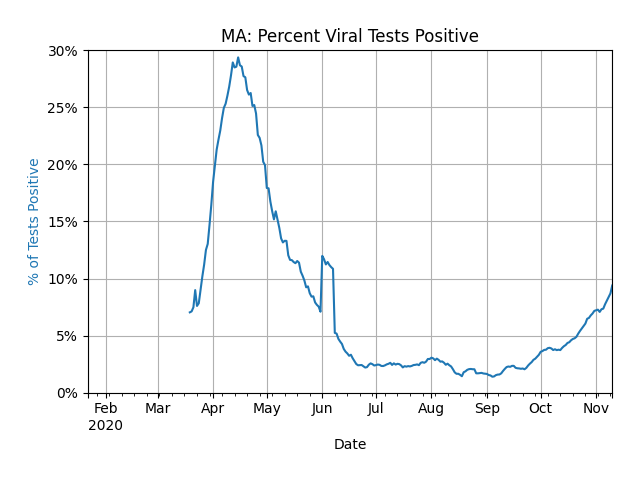 MA: Percent Viral Tests Positive
30%
25%
20%
15%
10%
5%
0%
% of Tests Positive
Feb Mar Apr May Jun Jul Aug Sep Oct Nov
2020
Date